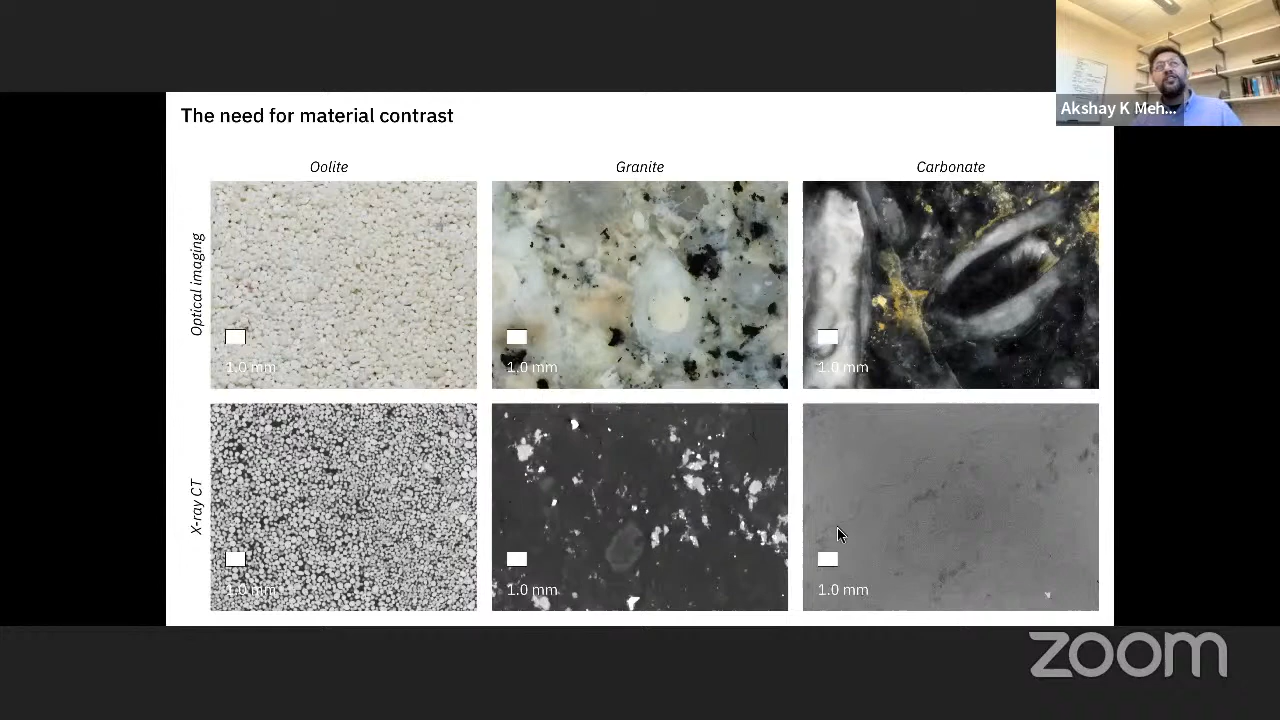 The need for material contrast
Akshay K Meh...
Oolite
Granite
Carbonate
Optical imaging
1.0 mm
1.0 mm
1.0 mm
X-ray CT
1.0 mm
1.0 mm
1.0 mm
zoom